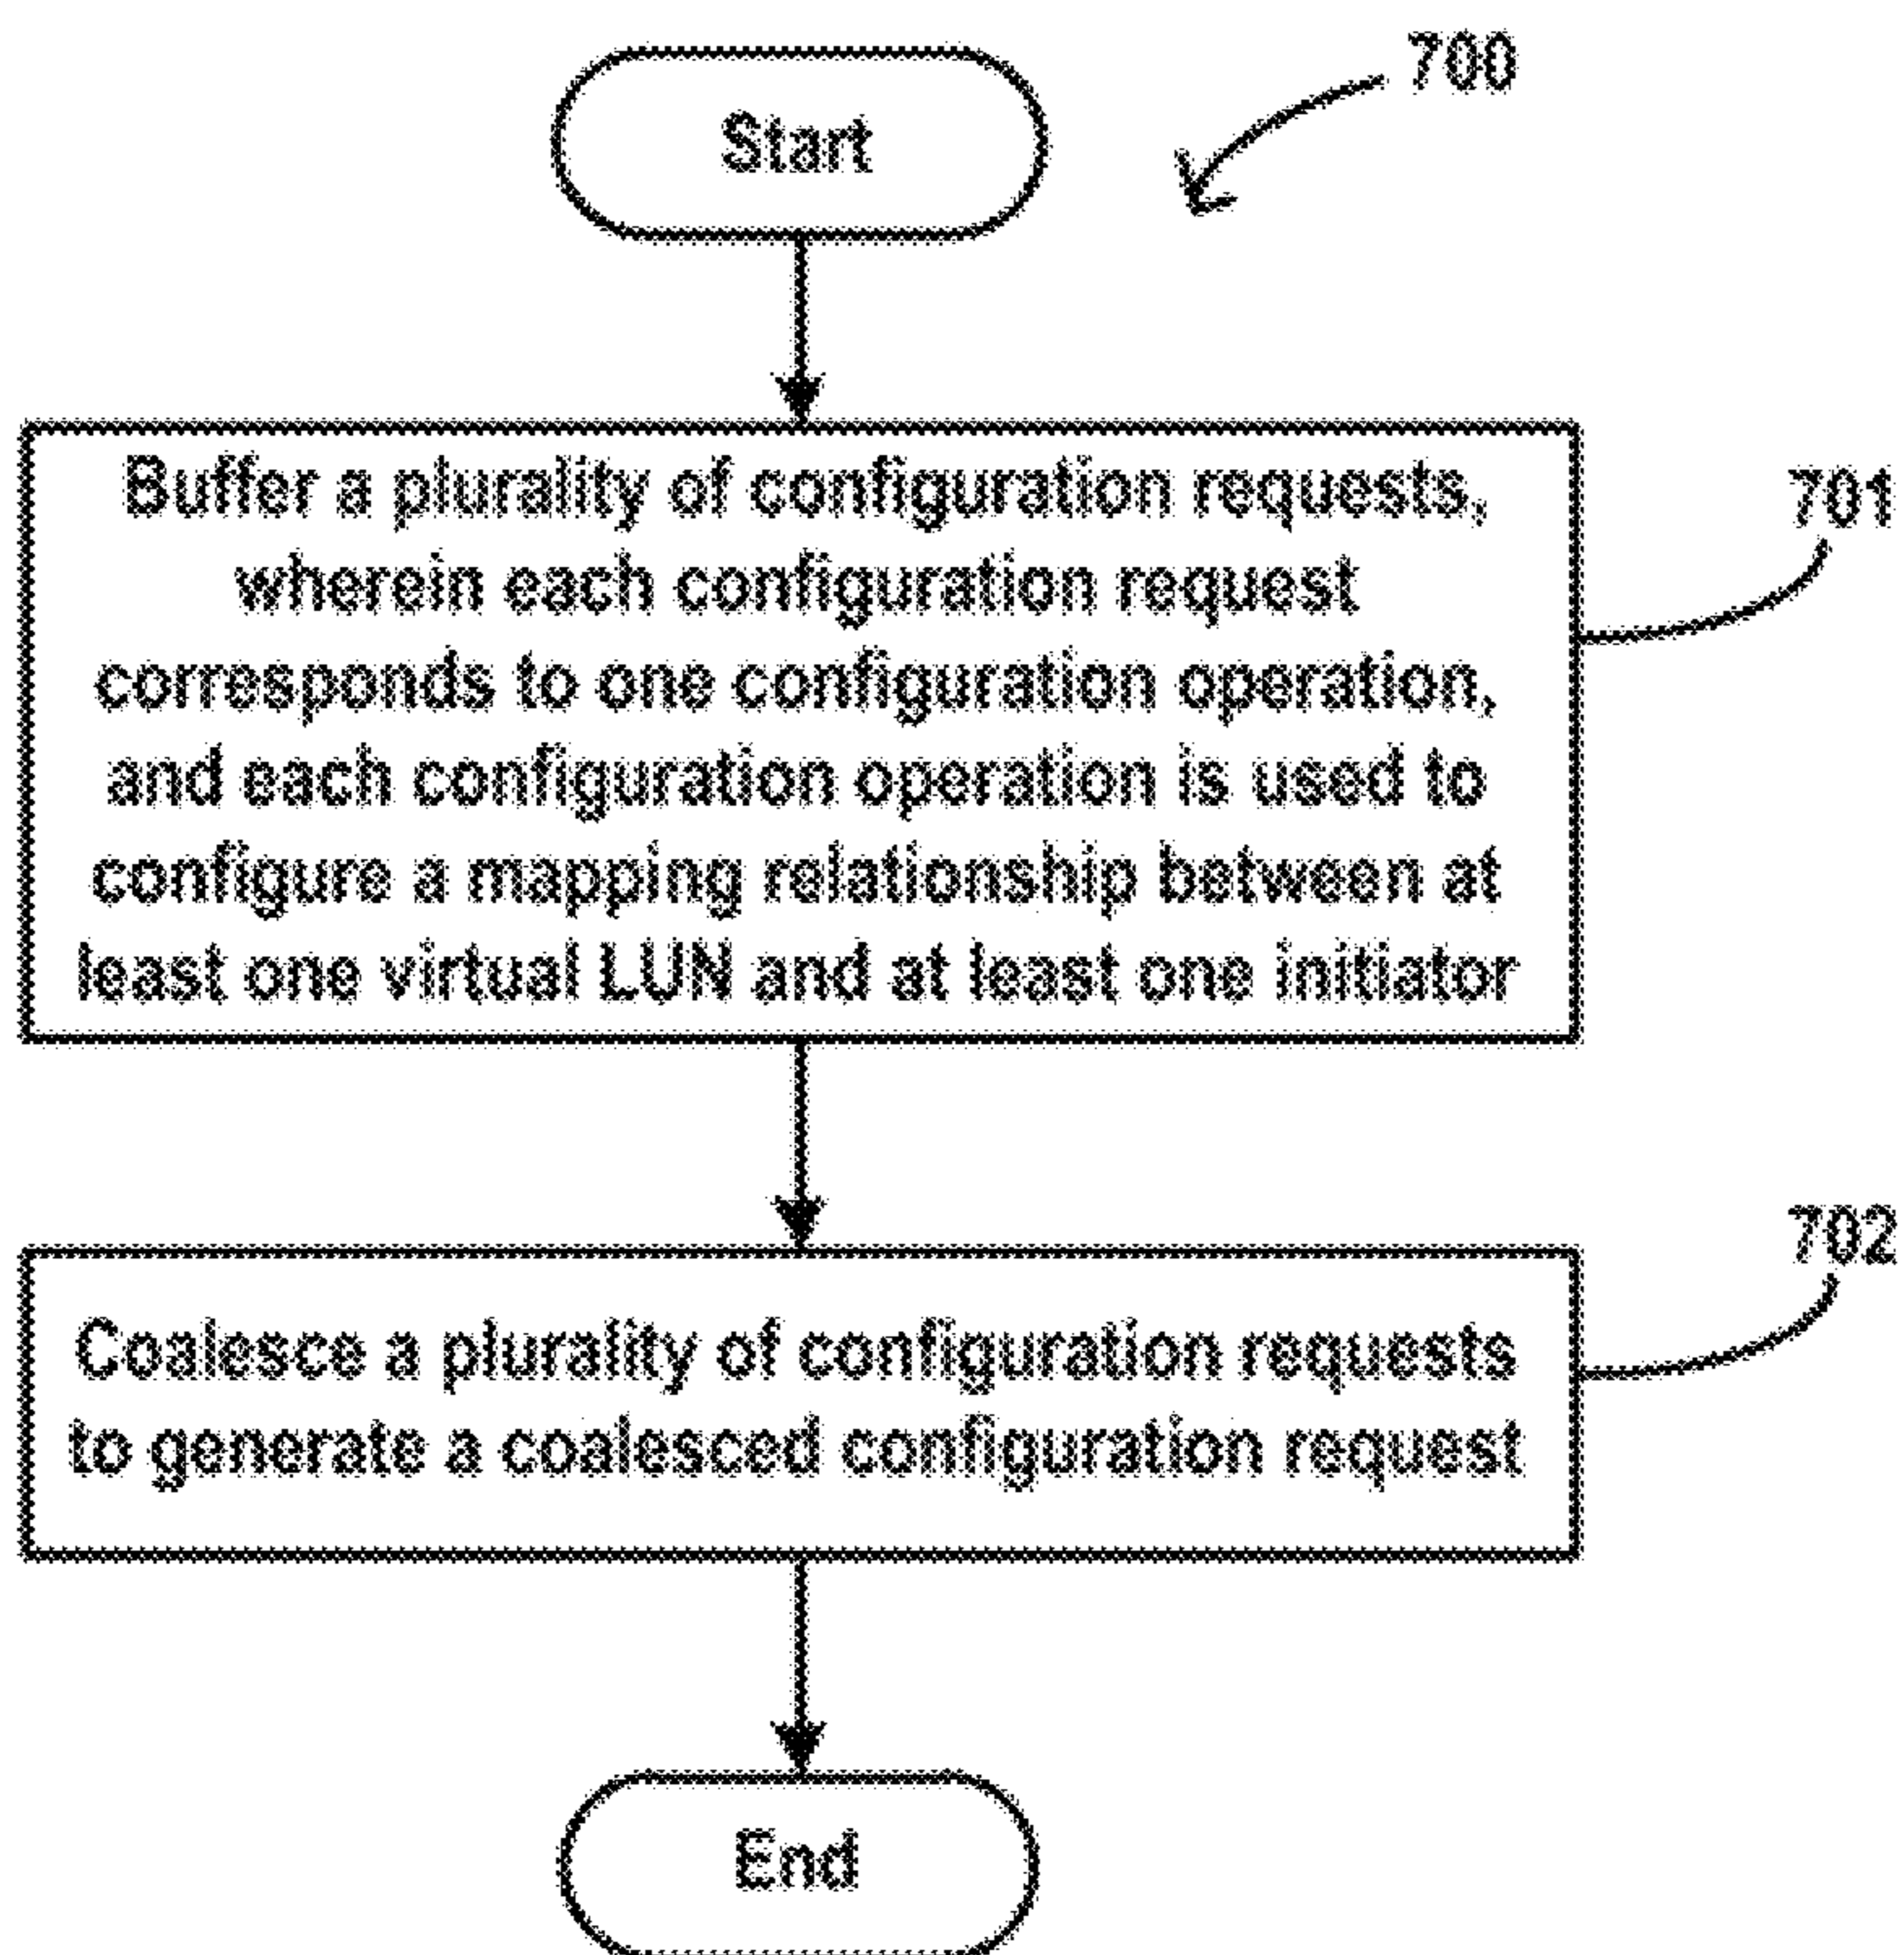 700
Start
Buffer a plurality of configuration requests,
wherein each configuration request
corresponds to one configuration operation,
and each configuration operation is used to
configure a mapping relationship between at
least one virtual LUN and at least one initiator
701
Coalesce a plurality of configuration requests
to generate a coalesced configuration request
702
End